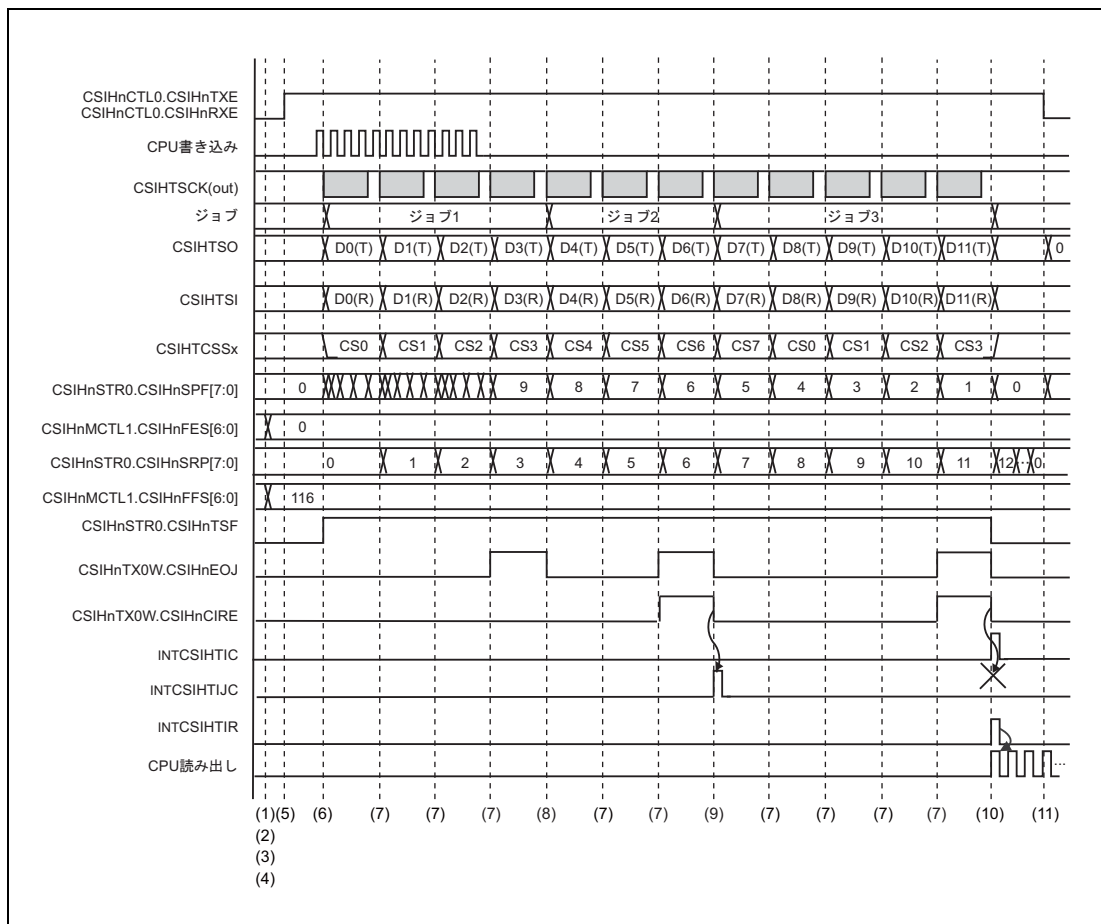 CSIHnCTL0.CSIHnTXE
CSIHnCTL0.CSIHnRXE
CPU書き込み
CSIHTSCK(out)
ジョブ ジョブ1 ジョブ2 ジョブ3
CSIHTSO D0(T) D1(T) D2(T) D3(T) D4(T) D5(T) D6(T) D7(T) D8(T) D9(T) D10(T) D11(T) 0
CSIHTSI D0(R) D1(R) D2(R) D3(R) D4(R) D5(R) D6(R) D7(R) D8(R) D9(R) D10(R) D11(R)
CSIHTCSSx CS0 CS1 CS2 CS3 CS4 CS5 CS6 CS7 CS0 CS1 CS2 CS3
CSIHnSTR0.CSIHnSPF[7:0] 0 9 8 7 6 5 4 3 2 1 0
CSIHnMCTL1.CSIHnFES[6:0] 0
CSIHnSTR0.CSIHnSRP[7:0] 0 1 2 3 4 5 6 7 8 9 10 11 12 ... 0
CSIHnMCTL1.CSIHnFFS[6:0] 116
CSIHnSTR0.CSIHnTSF
CSIHnTX0W.CSIHnEOJ
CSIHnTX0W.CSIHnCIRE
INTCSIHTIC
INTCSIHTIJC
INTCSIHTIR
CPU読み出し ...
(1) (5) (6) (7) (7) (7) (8) (7) (7) (9) (7) (7) (7) (7) (10) (11)
(2)
(3)
(4)